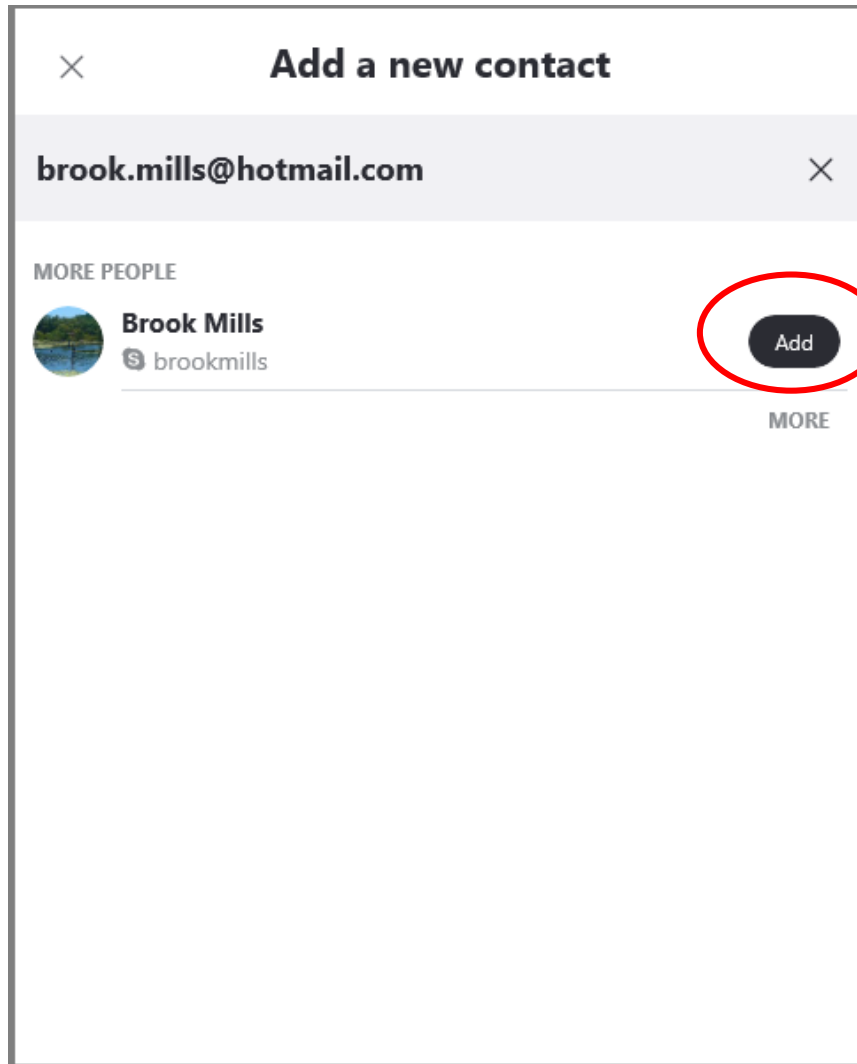 Add a new contact
brook.mills@hotmail.com
MORE PEOPLE
Brook Mills
brookmills
Add
MORE